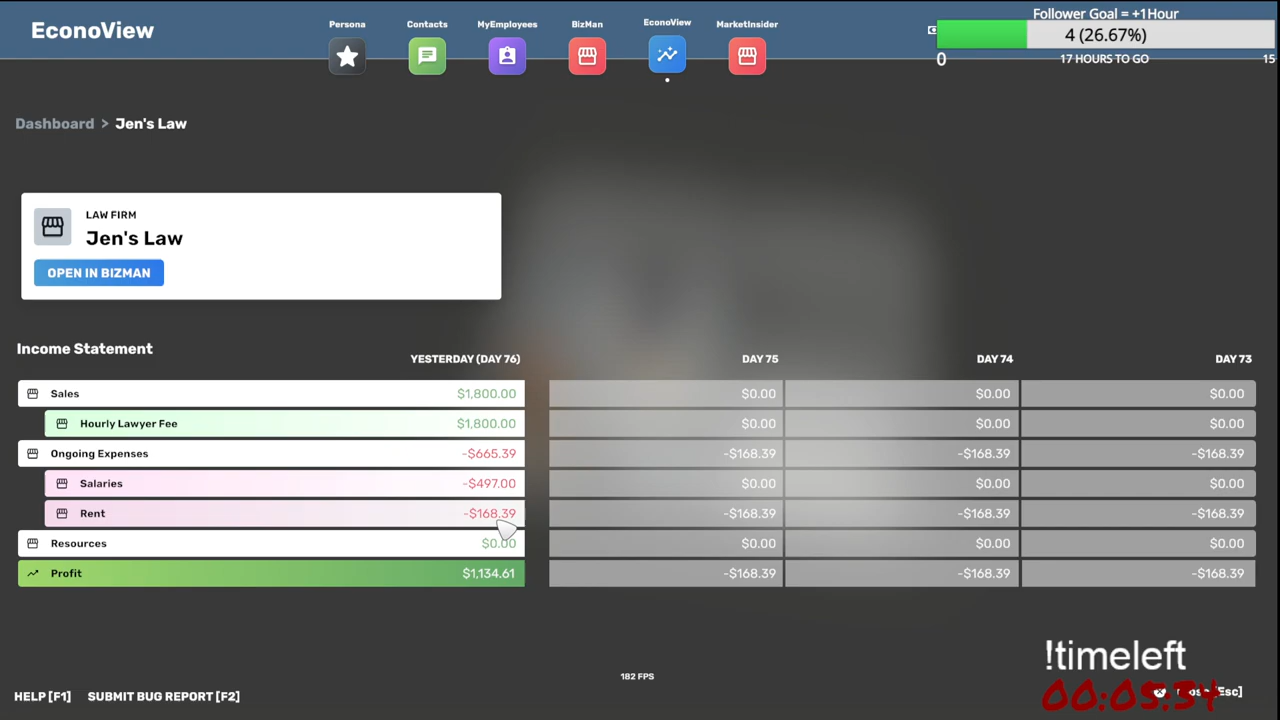 EconoView
Persona
Contacts
MyEmployees
BizMan
EconoView
MarketInsider
Follower Goal = +1Hour
4 (26.67%)
0
17 HOURS TO GO
15
Dashboard > Jen's Law
LAW FIRM
Jen's Law
OPEN IN BIZMAN
Income Statement
YESTERDAY (DAY 76) DAY 75 DAY 74 DAY 73
Sales $1,800.00 $0.00 $0.00 $0.00
Hourly Lawyer Fee $1,800.00 $0.00 $0.00 $0.00
Ongoing Expenses -$665.39 -$168.39 -$168.39 -$168.39
Salaries -$497.00 $0.00 $0.00 $0.00
Rent -$168.39 -$168.39 -$168.39 -$168.39
Resources $0.00 $0.00 $0.00 $0.00
Profit $1,134.61 -$168.39 -$168.39 -$168.39
!timeleft
182 FPS
HELP [F1] SUBMIT BUG REPORT [F2]
00:05:34
[Esc]